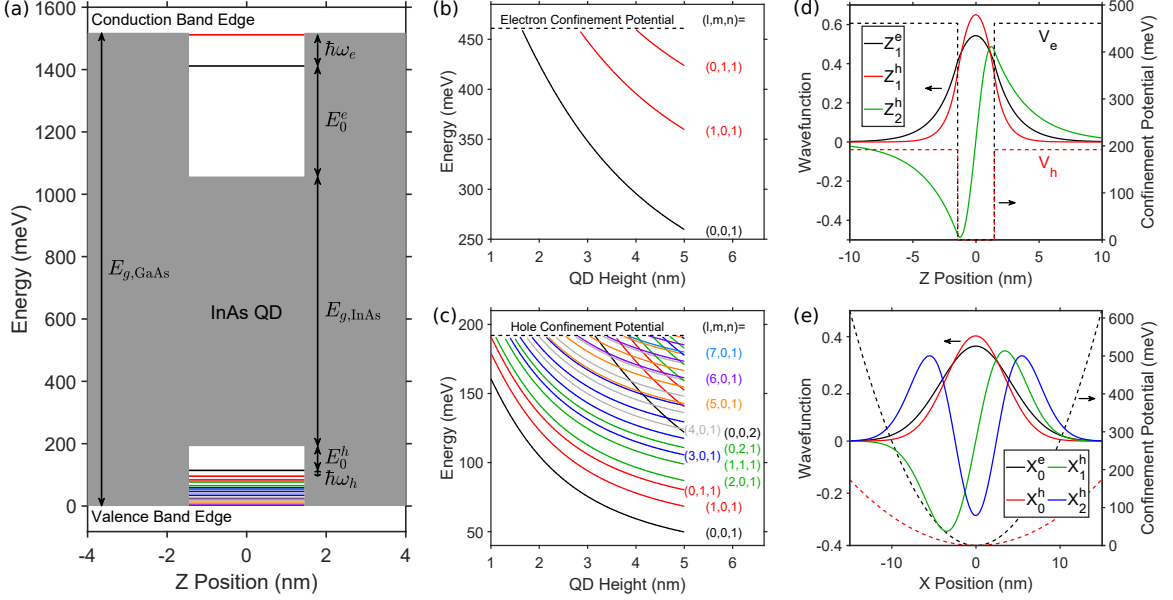 (a)
Conduction Band Edge
1600
1400
1200
1000
800
600
400
200
0
Energy (meV)
ℏω_e
E_0^e
E_{g,GaAs}
InAs QD
E_{g,InAs}
E_0^h
ℏω_h
Valence Band Edge
-4 -2 0 2 4
Z Position (nm)
(b)
Electron Confinement Potential
(l,m,n)=
450
400
350
300
250
Energy (meV)
(0,1,1)
(1,0,1)
(0,0,1)
1 2 3 4 5 6
QD Height (nm)
(c)
Hole Confinement Potential
(l,m,n)=
200
150
100
50
Energy (meV)
(7,0,1)
(6,0,1)
(5,0,1)
(4,0,1) (0,0,2)
(0,2,1)
(3,0,1) (1,1,1)
(2,0,1)
(0,1,1)
(1,0,1)
(0,0,1)
1 2 3 4 5 6
QD Height (nm)
(d)
0.6
0.4
0.2
0
-0.2
-0.4
Wavefunction
Z_1^e
Z_1^h
Z_2^h
V_e
V_h
500
400
300
200
100
0
Confinement Potential (meV)
-10 -5 0 5 10
Z Position (nm)
(e)
0.4
0.2
0
-0.2
-0.4
Wavefunction
X_0^e X_1^h
X_0^h X_2^h
600
500
400
300
200
100
0
Confinement Potential (meV)
-10 0 10
X Position (nm)